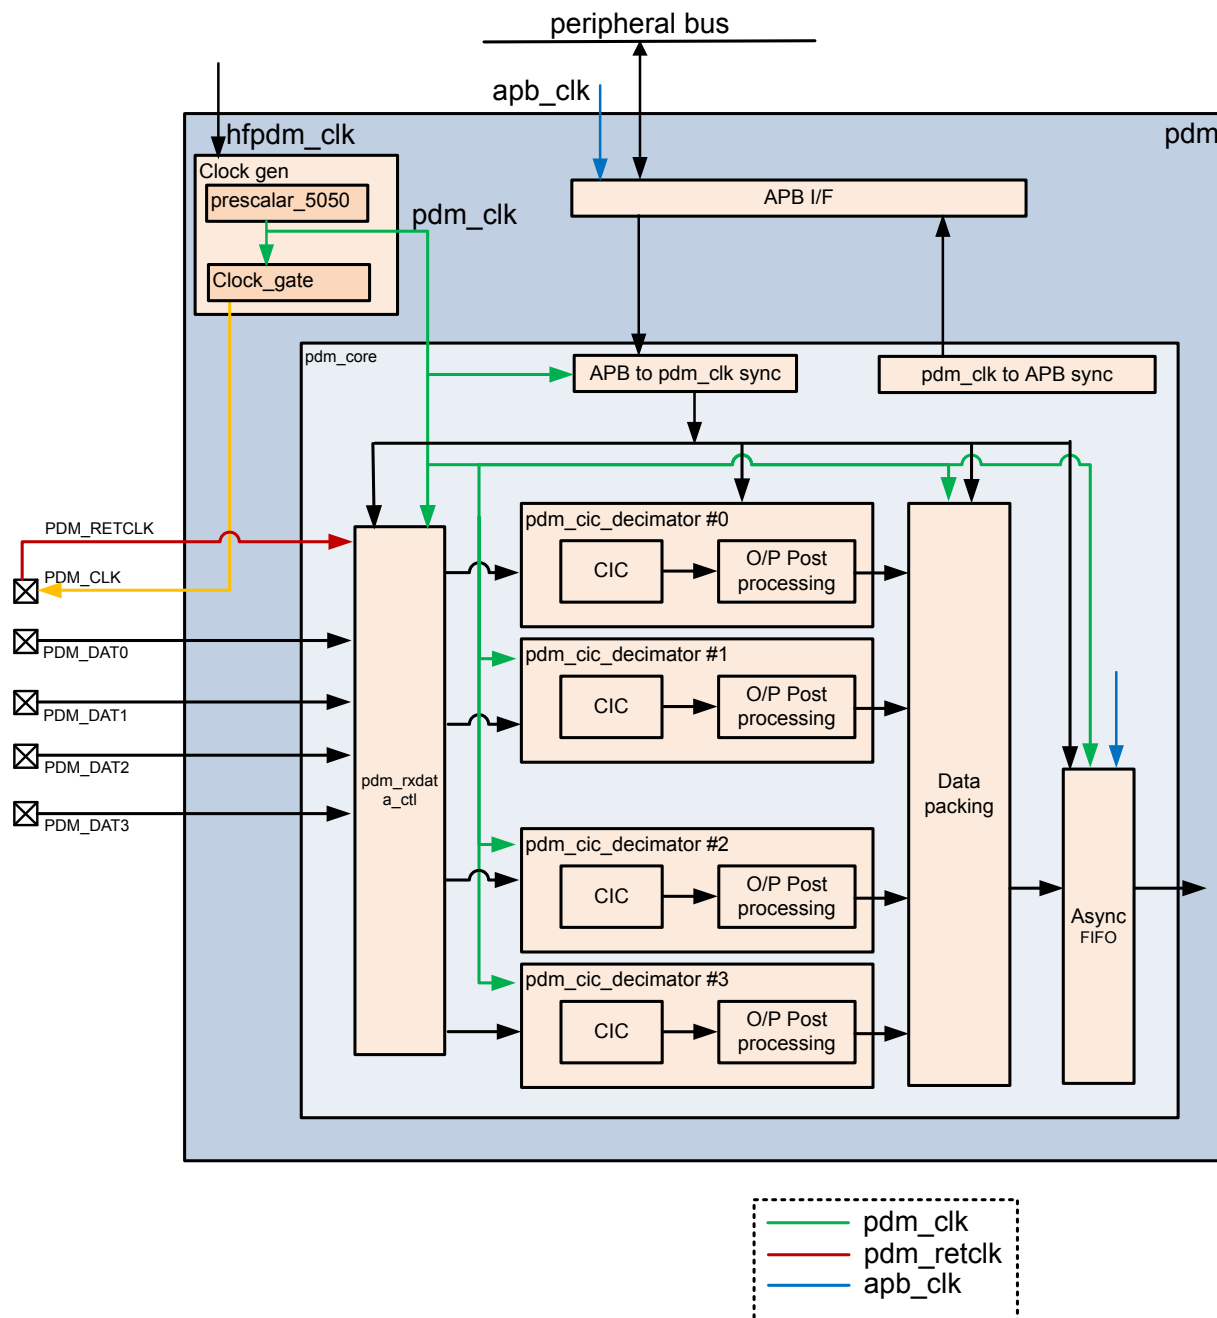 peripheral bus
apb_clk
hfpdm_clk
pdm
Clock gen
prescalar_5050
pdm_clk
APB I/F
Clock_gate
pdm_core
APB to pdm_clk sync
pdm_clk to APB sync
PDM_RETCLK
PDM_CLK
PDM_DAT0
PDM_DAT1
PDM_DAT2
PDM_DAT3
pdm_rxdat
a_ctl
pdm_cic_decimator #0
CIC
O/P Post
processing
pdm_cic_decimator #1
CIC
O/P Post
processing
pdm_cic_decimator #2
CIC
O/P Post
processing
pdm_cic_decimator #3
CIC
O/P Post
processing
Data
packing
Async
FIFO
pdm_clk
pdm_retclk
apb_clk